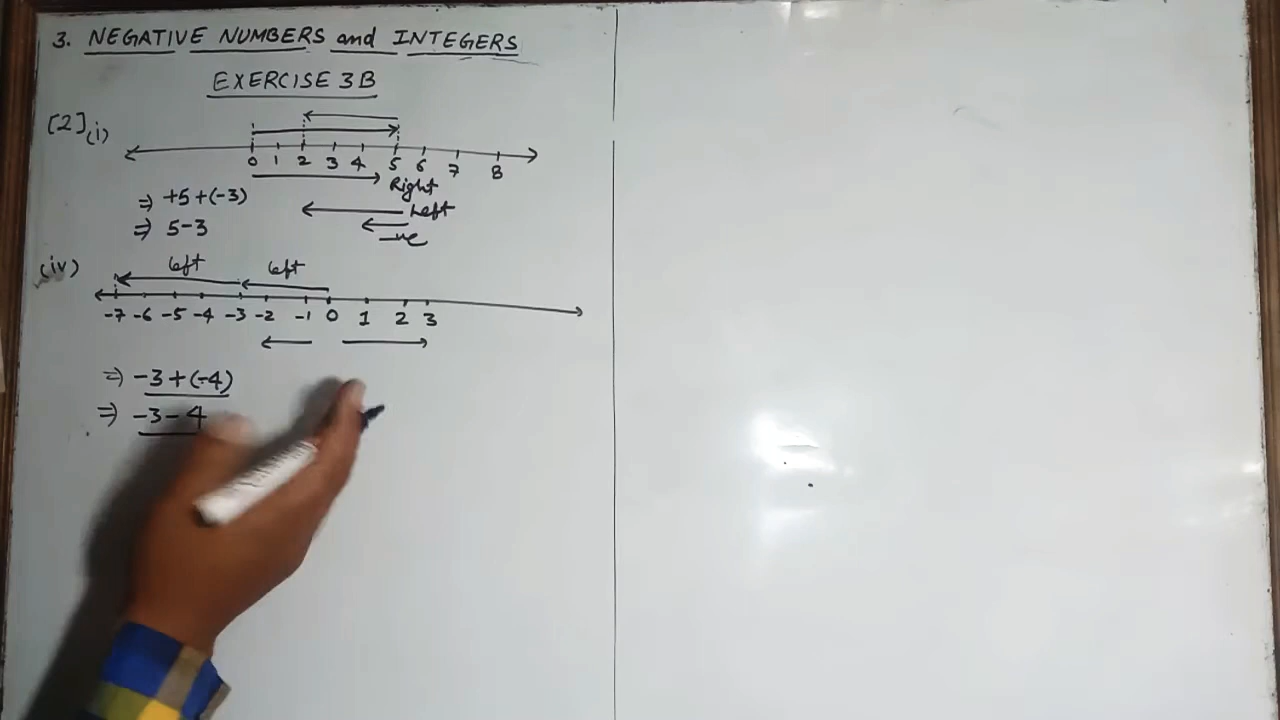 3. NEGATIVE NUMBERS and INTEGERS
EXERCISE 3B
[2] (i)
0 1 2 3 4 5 6 7 8
Right
⇒ +5+(-3)
Left
⇒ 5-3
-ve
(iv)
left left
-7 -6 -5 -4 -3 -2 -1 0 1 2 3
⇒ -3+(-4)
⇒ -3-4